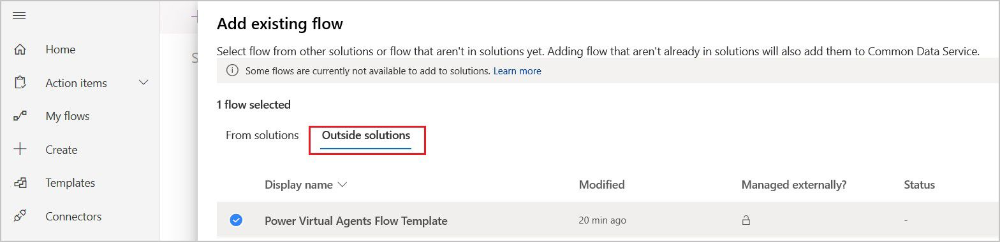 Add existing flow
Select flow from other solutions or flow that aren't in solutions yet. Adding flow that aren't already in solutions will also add them to Common Data Service.
Some flows are currently not available to add to solutions. Learn more
1 flow selected
From solutions Outside solutions
Display name Modified Managed externally? Status
Power Virtual Agents Flow Template 20 min ago -
Home
Action items
My flows
Create
Templates
Connectors
S